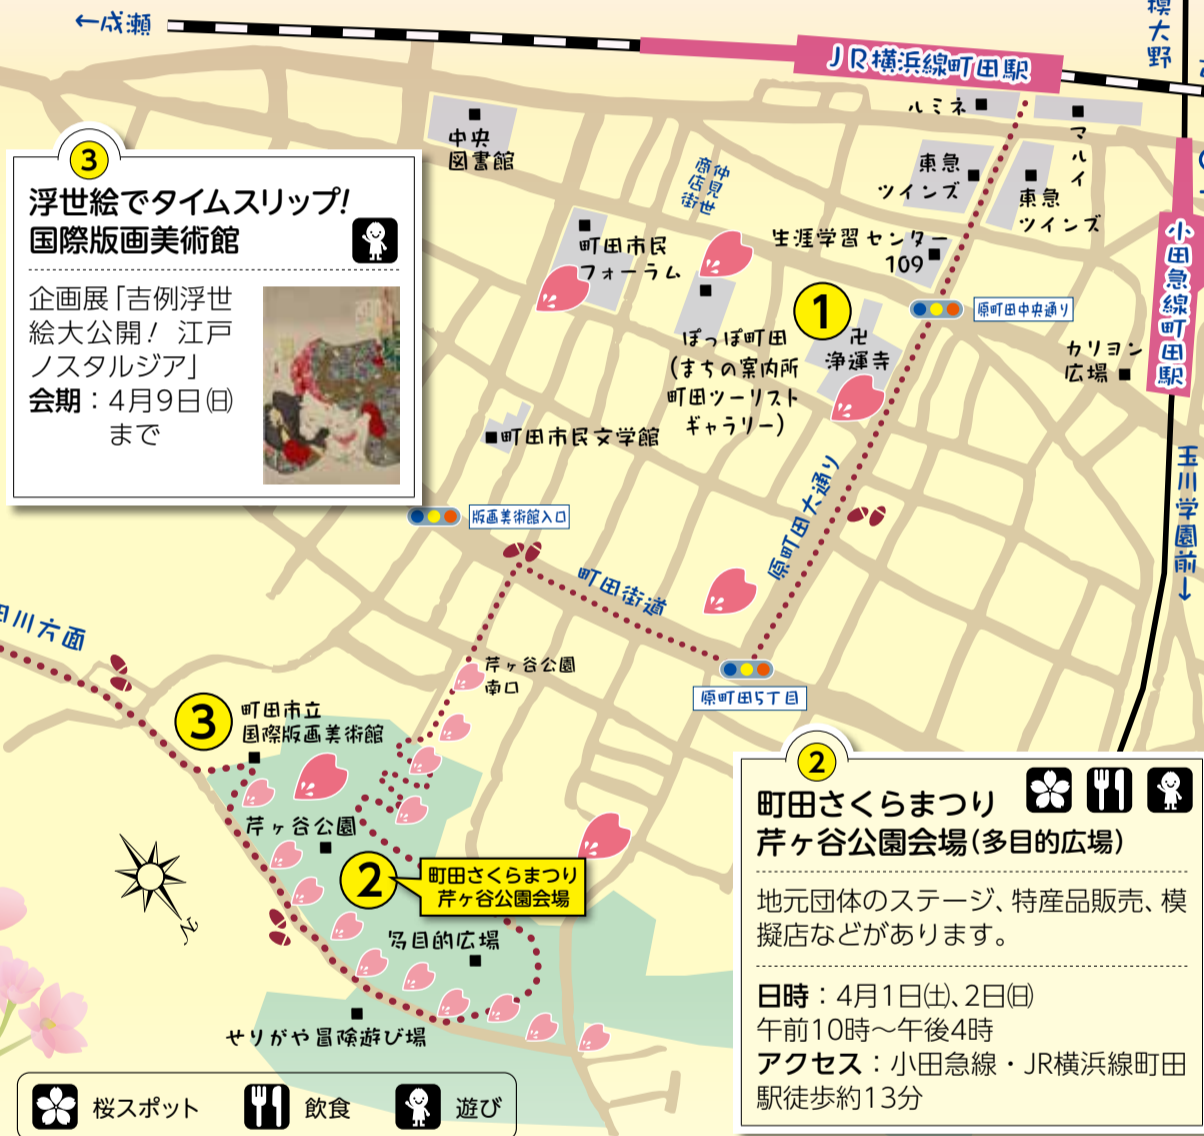 ←成瀬
JR横浜線町田駅
模大野
ルミネ
マルイ
中央
図書館
東急
ツインズ
東急
ツインズ
仲見世
商店街
小田急線町田駅
3
浮世絵でタイムスリップ!
国際版画美術館
企画展「吉例浮世
絵大公開! 江戸
ノスタルジア」
会期：4月9日㈰
まで
町田市民
フォーラム
生涯学習センター
109
1
原町田中央通り
卍
浄運寺
ぽっぽ町田
(まちの案内所
町田ツーリスト
ギャラリー)
カリヨン
広場
町田市民文学館
版画美術館入口
原町田大通り
玉川学園前→
町田街道
田川方面
芹ヶ谷公園
南口
原町田5丁目
3
町田市立
国際版画美術館
芹ヶ谷公園
2
町田さくらまつり
芹ヶ谷公園会場
多目的広場
せりがや冒険遊び場
N
2
町田さくらまつり
芹ヶ谷公園会場(多目的広場)
地元団体のステージ、特産品販売、模
擬店などがあります。
日時：4月1日㈯、2日㈰
午前10時～午後4時
アクセス：小田急線・JR横浜線町田
駅徒歩約13分
桜スポット
飲食
遊び